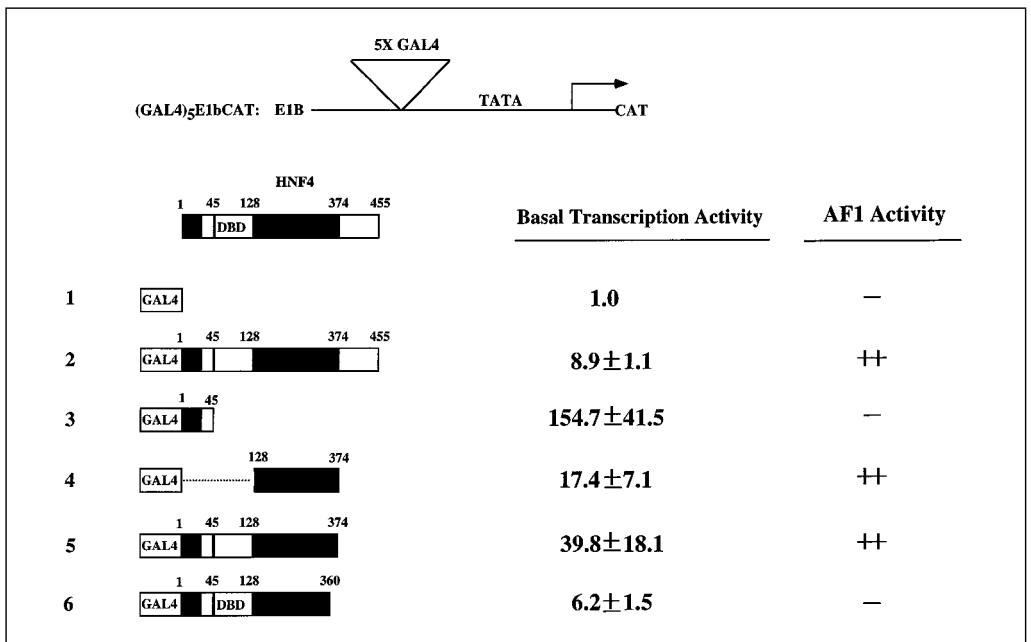 5X GAL4
(GAL4)5E1bCAT: E1B TATA CAT
HNF4
1 45 128 374 455
DBD
Basal Transcription Activity AF1 Activity
1 GAL4 1.0 −
1 45 128 374 455
2 GAL4 8.9±1.1 ++
1 45
3 GAL4 154.7±41.5 −
128 374
4 GAL4 17.4±7.1 ++
1 45 128 374
5 GAL4 39.8±18.1 ++
1 45 128 360
6 GAL4 DBD 6.2±1.5 −